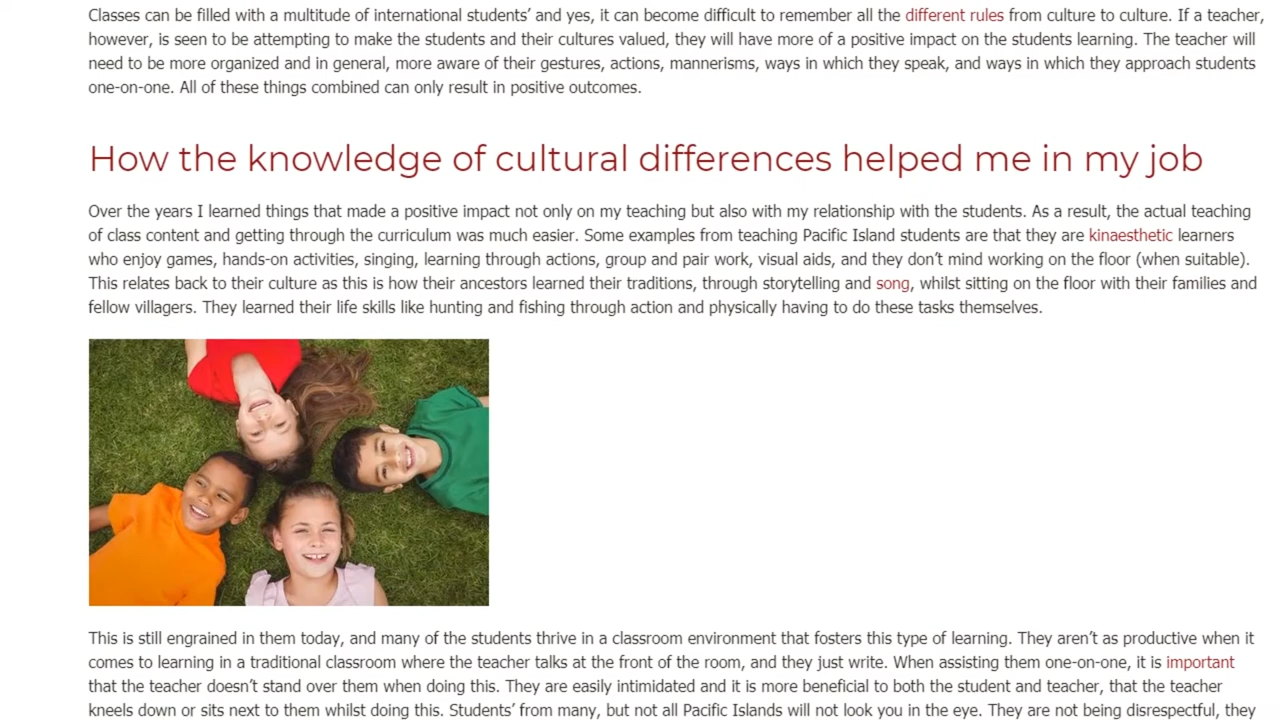 Classes can be filled with a multitude of international students’ and yes, it can become difficult to remember all the different rules from culture to culture. If a teacher,
however, is seen to be attempting to make the students and their cultures valued, they will have more of a positive impact on the students learning. The teacher will
need to be more organized and in general, more aware of their gestures, actions, mannerisms, ways in which they speak, and ways in which they approach students
one-on-one. All of these things combined can only result in positive outcomes.
How the knowledge of cultural differences helped me in my job
Over the years I learned things that made a positive impact not only on my teaching but also with my relationship with the students. As a result, the actual teaching
of class content and getting through the curriculum was much easier. Some examples from teaching Pacific Island students are that they are kinaesthetic learners
who enjoy games, hands-on activities, singing, learning through actions, group and pair work, visual aids, and they don’t mind working on the floor (when suitable).
This relates back to their culture as this is how their ancestors learned their traditions, through storytelling and song, whilst sitting on the floor with their families and
fellow villagers. They learned their life skills like hunting and fishing through action and physically having to do these tasks themselves.
This is still engrained in them today, and many of the students thrive in a classroom environment that fosters this type of learning. They aren’t as productive when it
comes to learning in a traditional classroom where the teacher talks at the front of the room, and they just write. When assisting them one-on-one, it is important
that the teacher doesn’t stand over them when doing this. They are easily intimidated and it is more beneficial to both the student and teacher, that the teacher
kneels down or sits next to them whilst doing this. Students’ from many, but not all Pacific Islands will not look you in the eye. They are not being disrespectful, they